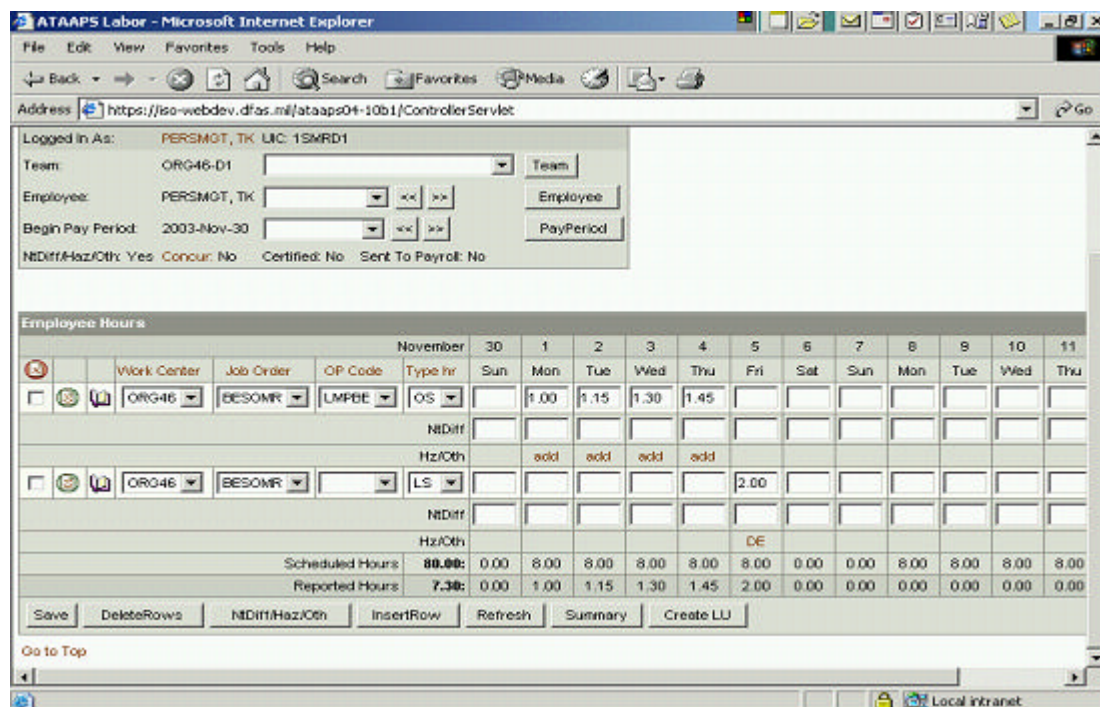 ATAAPS Labor - Microsoft Internet Explorer
File Edit View Favorites Tools Help
Back Search Favorites Media
Address https://iso-webdev.dfas.mil/ataaps04-10b1/ControllerServlet Go
Logged In As: PERSMGT, TK UIC: 1SMRD1
Team: ORG46-D1 Team
Employee: PERSMGT, TK << >> Employee
Begin Pay Period: 2003-Nov-30 << >> PayPeriod
NtDiff/Haz/Oth: Yes Concur: No Certified: No Sent To Payroll: No
Employee Hours
November 30 1 2 3 4 5 6 7 8 9 10 11
Work Center Job Order OP Code Type hr Sun Mon Tue Wed Thu Fri Sat Sun Mon Tue Wed Thu
ORG46 BESOMR LMPBE OS 1.00 1.15 1.30 1.45
NtDiff
Hz/Oth add add add add
ORG46 BESOMR LS 2.00
NtDiff
Hz/Oth DE
Scheduled Hours 80.00: 0.00 8.00 8.00 8.00 8.00 8.00 0.00 0.00 8.00 8.00 8.00 8.00
Reported Hours 7.30: 0.00 1.00 1.15 1.30 1.45 2.00 0.00 0.00 0.00 0.00 0.00 0.00
Save DeleteRows NtDiff/Haz/Oth InsertRow Refresh Summary Create LU
Go to Top
Local intranet